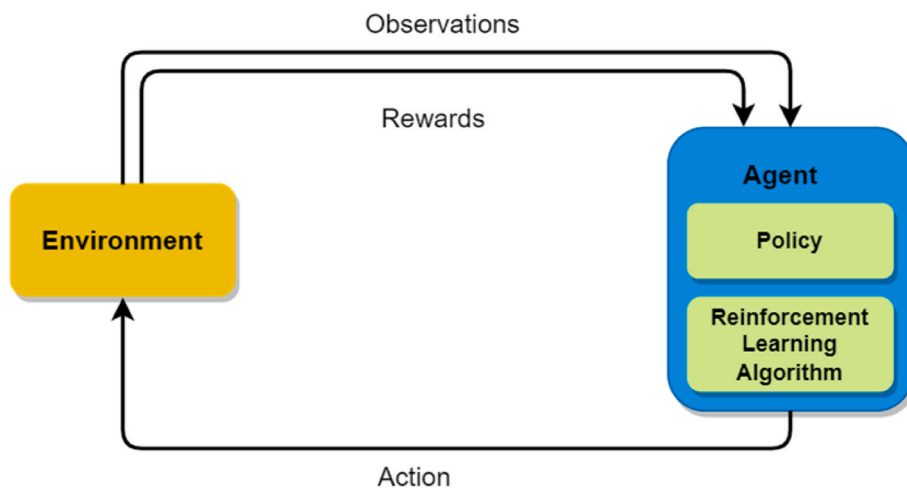 Observations
Rewards
Agent
Environment
Policy
Reinforcement
Learning
Algorithm
Action